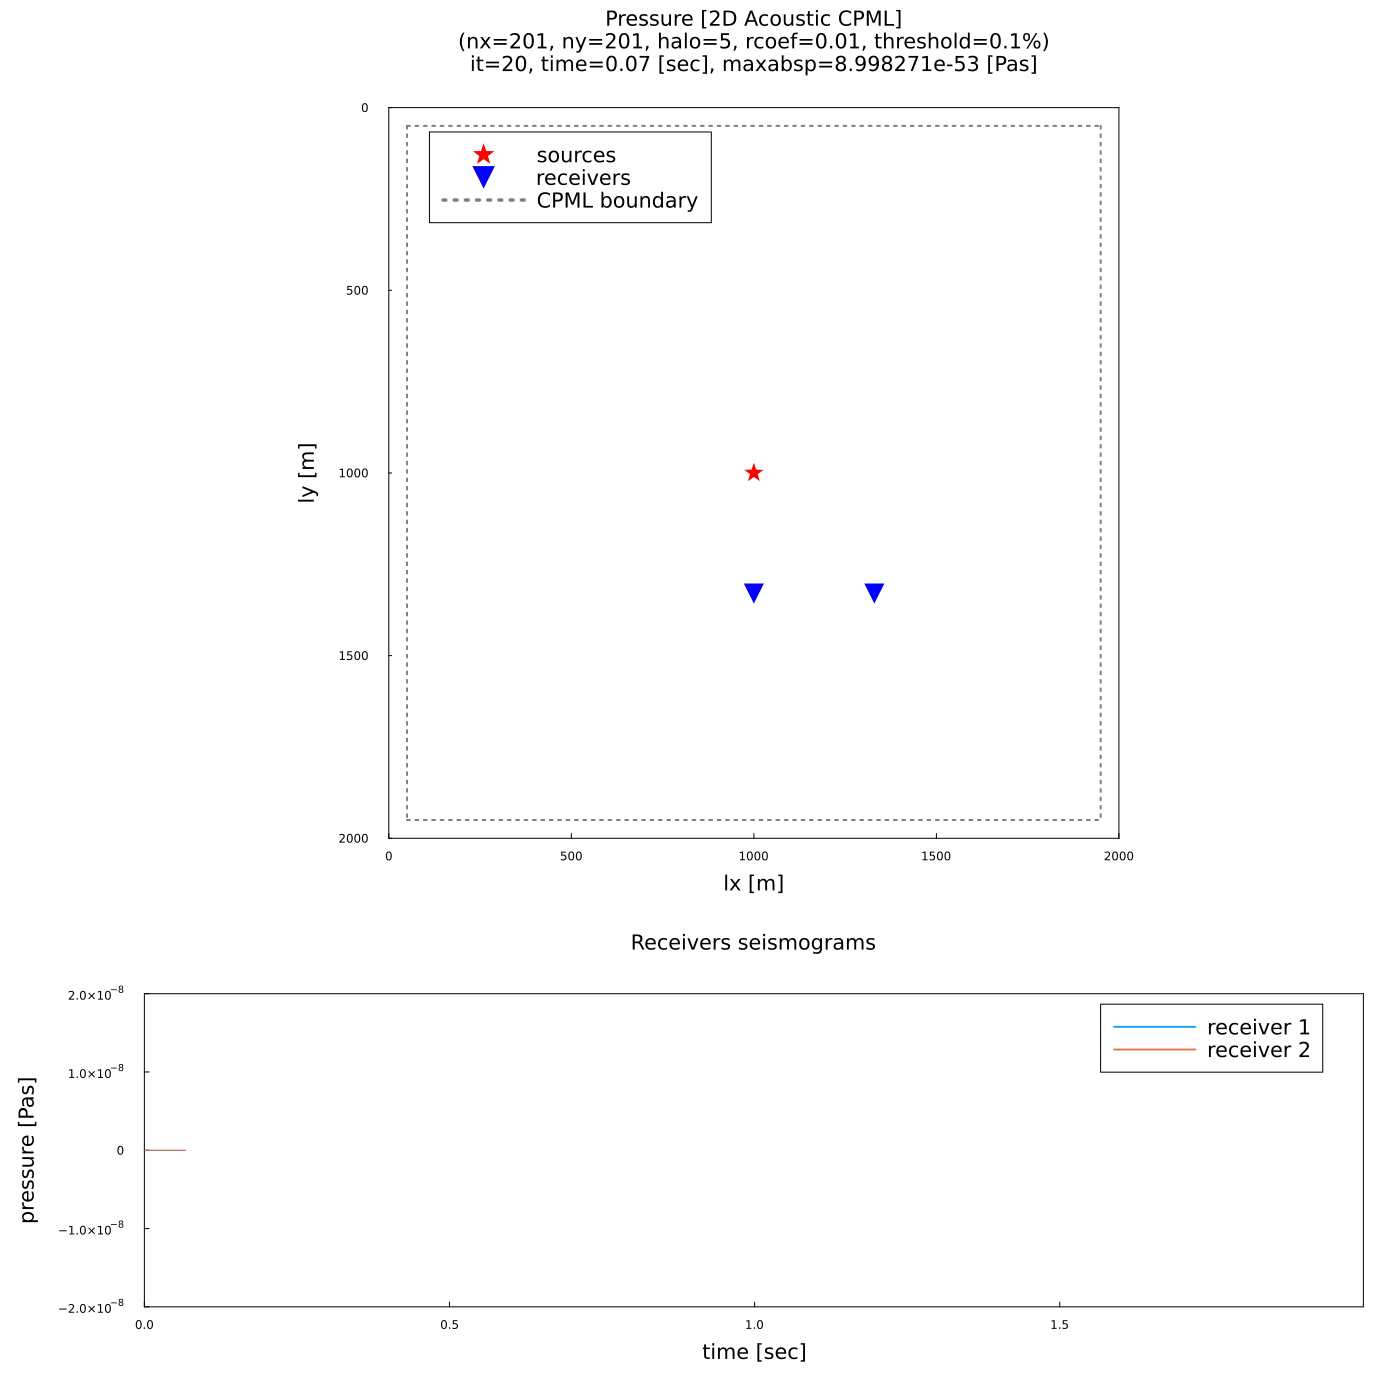 Pressure [2D Acoustic CPML]
(nx=201, ny=201, halo=5, rcoef=0.01, threshold=0.1%)
it=20, time=0.07 [sec], maxabsp=8.998271e-53 [Pas]
0
sources
receivers
CPML boundary
500
1000
1500
2000
ly [m]
0 500 1000 1500 2000
lx [m]
Receivers seismograms
2.0×10⁻⁸
receiver 1
receiver 2
1.0×10⁻⁸
0
−1.0×10⁻⁸
−2.0×10⁻⁸
pressure [Pas]
0.0 0.5 1.0 1.5
time [sec]